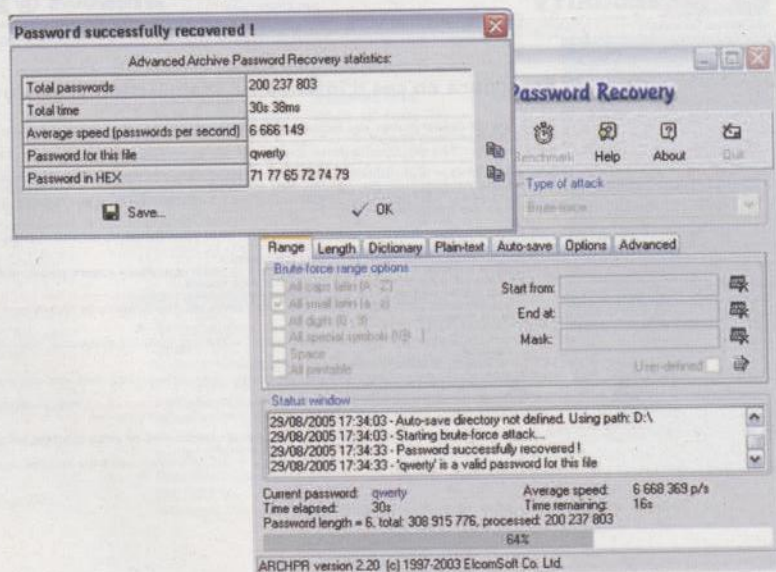 Password successfully recovered !
Advanced Archive Password Recovery statistics:
Total passwords 200 237 803
Total time 30s 38ms
Average speed (passwords per second) 6 666 149
Password for this file qwerty
Password in HEX 71 77 65 72 74 79
Save... OK
Password Recovery
Benchmark Help About Quit
Type of attack
Brute-force
Range Length Dictionary Plain-text Auto-save Options Advanced
Brute-force range options
All caps latin (A - Z)
All small latin (a - z)
All digits (0 - 9)
All special symbols
Space
All printable
Start from:
End at:
Mask:
User-defined
Status window
29/08/2005 17:34:03 - Auto-save directory not defined. Using path: D:\
29/08/2005 17:34:03 - Starting brute-force attack...
29/08/2005 17:34:33 - Password successfully recovered !
29/08/2005 17:34:33 - 'qwerty' is a valid password for this file
Current password: qwerty Average speed: 6 668 369 p/s
Time elapsed: 30s Time remaining: 16s
Password length = 6, total: 308 915 776, processed: 200 237 803
64%
ARCHPR version 2.20 (c) 1997-2003 ElcomSoft Co. Ltd.